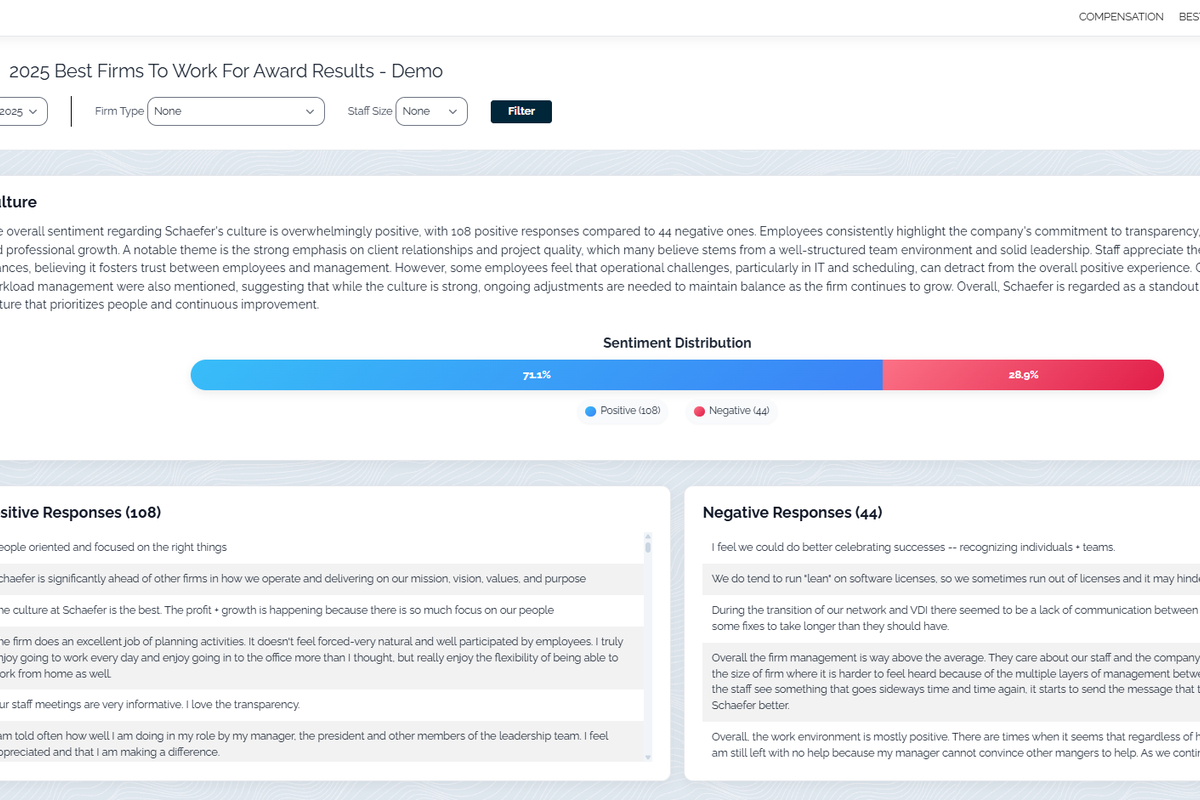 COMPENSATION BEST
2025 Best Firms To Work For Award Results - Demo
2025 Firm Type None Staff Size None Filter
lture
e overall sentiment regarding Schaefer's culture is overwhelmingly positive, with 108 positive responses compared to 44 negative ones. Employees consistently highlight the company's commitment to transparency,
d professional growth. A notable theme is the strong emphasis on client relationships and project quality, which many believe stems from a well-structured team environment and solid leadership. Staff appreciate the
ances, believing it fosters trust between employees and management. However, some employees feel that operational challenges, particularly in IT and scheduling, can detract from the overall positive experience.
rkload management were also mentioned, suggesting that while the culture is strong, ongoing adjustments are needed to maintain balance as the firm continues to grow. Overall, Schaefer is regarded as a standout
ture that prioritizes people and continuous improvement.
Sentiment Distribution
71.1% 28.9%
Positive (108) Negative (44)
sitive Responses (108)
eople oriented and focused on the right things
chaefer is significantly ahead of other firms in how we operate and delivering on our mission, vision, values, and purpose
he culture at Schaefer is the best. The profit + growth is happening because there is so much focus on our people
he firm does an excellent job of planning activities. It doesn't feel forced-very natural and well participated by employees. I truly
njoy going to work every day and enjoy going in to the office more than I thought, but really enjoy the flexibility of being able to
ork from home as well.
ur staff meetings are very informative. I love the transparency.
am told often how well I am doing in my role by my manager, the president and other members of the leadership team. I feel
ppreciated and that I am making a difference.
Negative Responses (44)
I feel we could do better celebrating successes -- recognizing individuals + teams.
We do tend to run "lean" on software licenses, so we sometimes run out of licenses and it may hinde
During the transition of our network and VDI there seemed to be a lack of communication between
some fixes to take longer than they should have.
Overall the firm management is way above the average. They care about our staff and the company
the size of firm where it is harder to feel heard because of the multiple layers of management betwe
the staff see something that goes sideways time and time again, it starts to send the message that t
Schaefer better.
Overall, the work environment is mostly positive. There are times when it seems that regardless of h
am still left with no help because my manager cannot convince other mangers to help. As we contin